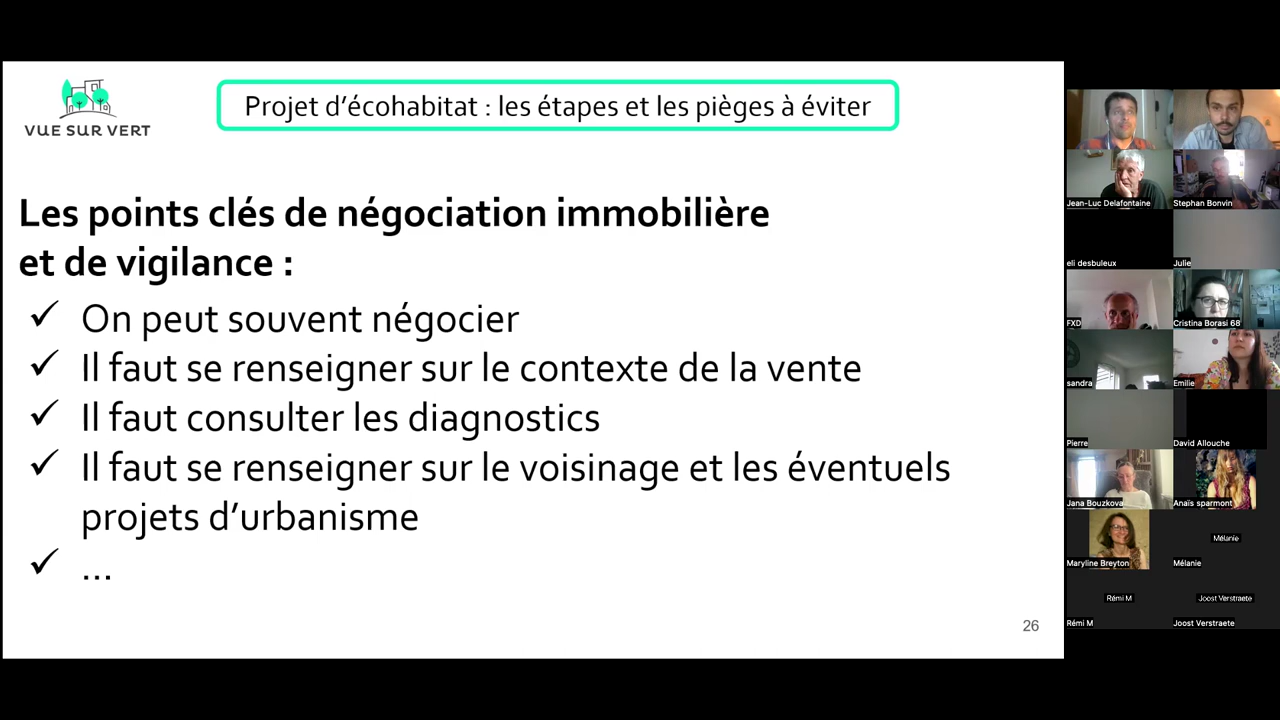 VUE SUR VERT
Projet d’écohabitat : les étapes et les pièges à éviter
Les points clés de négociation immobilière
et de vigilance :
✓ On peut souvent négocier
✓ Il faut se renseigner sur le contexte de la vente
✓ Il faut consulter les diagnostics
✓ Il faut se renseigner sur le voisinage et les éventuels
projets d’urbanisme
✓ ...
26
Jean-Luc Delafontaine
Stephan Bonvin
eli desbuleux
Julie
FXD
Cristina Borasi 68
sandra
Emilie
Pierre
David Allouche
Jana Bouzkova
Anaïs sparmont
Maryline Breyton
Mélanie
Mélanie
Rémi M
Joost Verstraete
Rémi M
Joost Verstraete